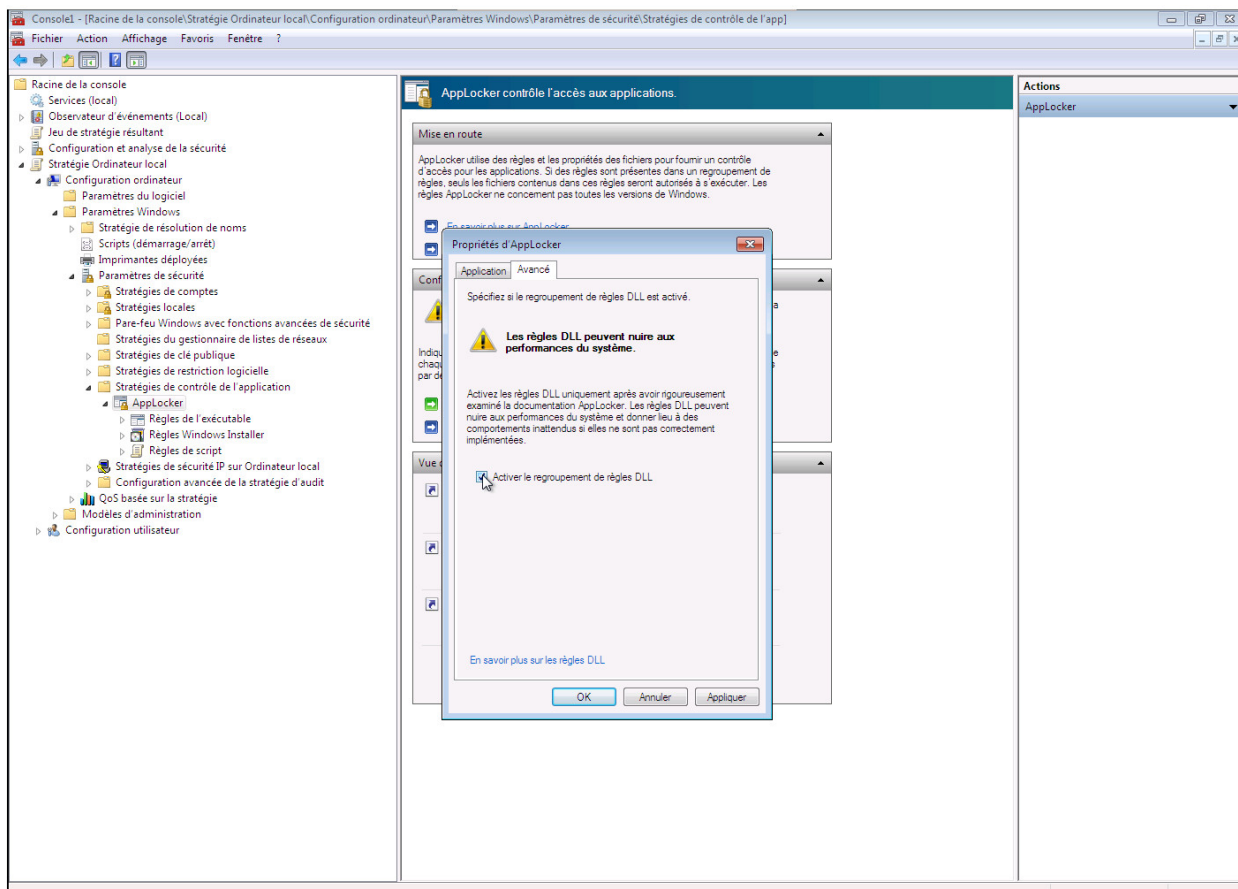 Console1 - [Racine de la console\Stratégie Ordinateur local\Configuration ordinateur\Paramètres Windows\Paramètres de sécurité\Stratégies de contrôle de l'app]
Fichier Action Affichage Favoris Fenêtre ?
Racine de la console
Services (local)
Observateur d'événements (Local)
Jeu de stratégie résultant
Configuration et analyse de la sécurité
Stratégie Ordinateur local
Configuration ordinateur
Paramètres du logiciel
Paramètres Windows
Stratégie de résolution de noms
Scripts (démarrage/arrêt)
Imprimantes déployées
Paramètres de sécurité
Stratégies de comptes
Stratégies locales
Pare-feu Windows avec fonctions avancées de sécurité
Stratégies du gestionnaire de listes de réseaux
Stratégies de clé publique
Stratégies de restriction logicielle
Stratégies de contrôle de l'application
AppLocker
Règles de l'exécutable
Règles Windows Installer
Règles de script
Stratégies de sécurité IP sur Ordinateur local
Configuration avancée de la stratégie d'audit
QoS basée sur la stratégie
Modèles d'administration
Configuration utilisateur
AppLocker contrôle l'accès aux applications.
Mise en route
AppLocker utilise des règles et les propriétés des fichiers pour fournir un contrôle
d'accès pour les applications. Si des règles sont présentes dans un regroupement de
règles, seuls les fichiers contenus dans ces règles seront autorisés à s'exécuter. Les
règles AppLocker ne concernent pas toutes les versions de Windows.
En savoir plus sur AppLocker
Propriétés d'AppLocker
Application Avancé
Spécifiez si le regroupement de règles DLL est activé.
Les règles DLL peuvent nuire aux
performances du système.
Activez les règles DLL uniquement après avoir rigoureusement
examiné la documentation AppLocker. Les règles DLL peuvent
nuire aux performances du système et donner lieu à des
comportements inattendus si elles ne sont pas correctement
implémentées.
Activer le regroupement de règles DLL
En savoir plus sur les règles DLL
OK Annuler Appliquer
Conf
Indiqu
chaqu
par dé
Vue d
Actions
AppLocker